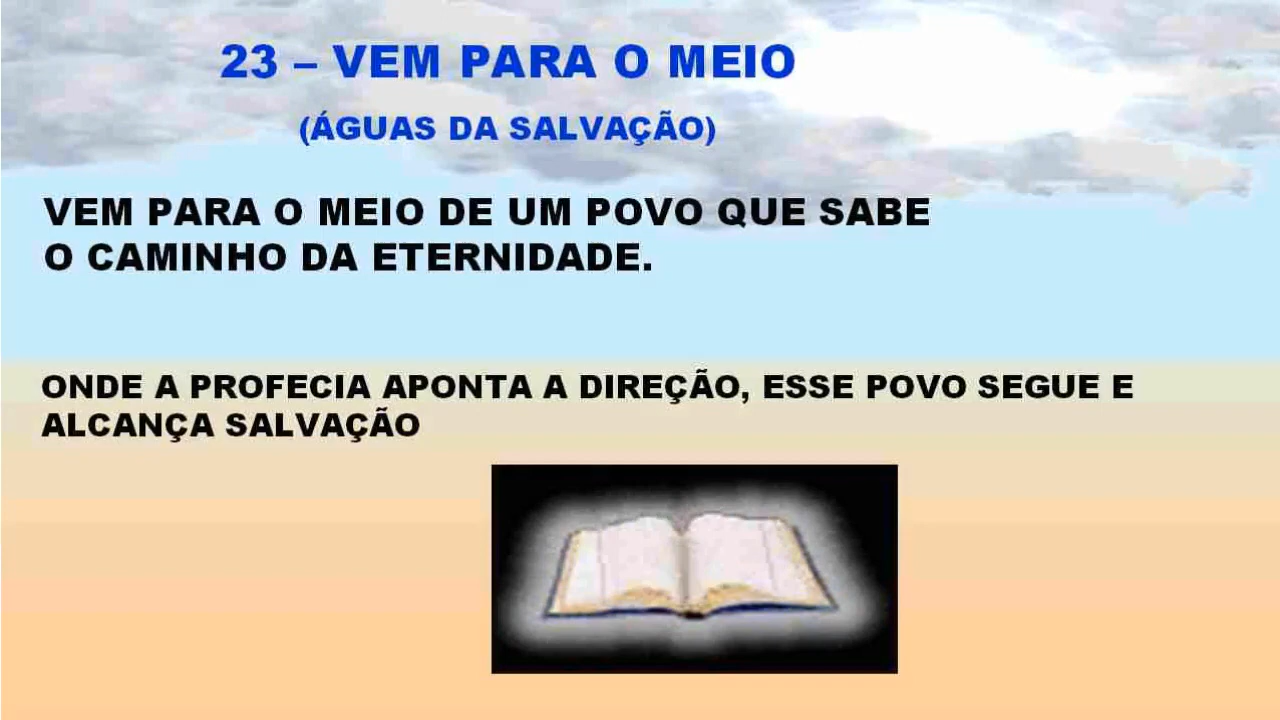 23 – VEM PARA O MEIO
(ÁGUAS DA SALVAÇÃO)
VEM PARA O MEIO DE UM POVO QUE SABE
O CAMINHO DA ETERNIDADE.
ONDE A PROFECIA APONTA A DIREÇÃO, ESSE POVO SEGUE E
ALCANÇA SALVAÇÃO